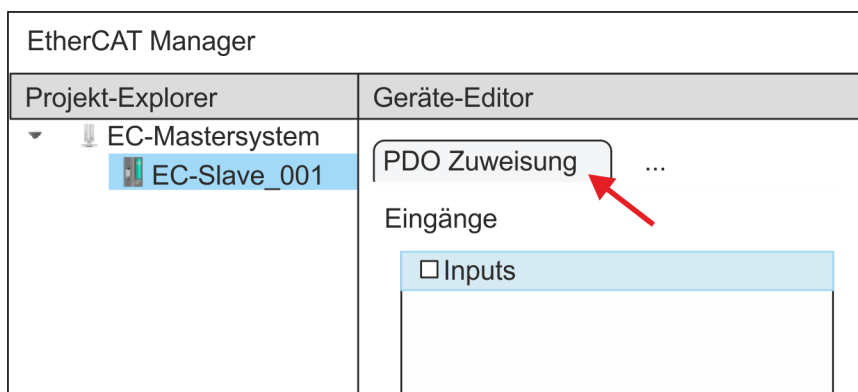 EtherCAT Manager
Projekt-Explorer
Geräte-Editor
EC-Mastersystem
EC-Slave_001
PDO Zuweisung
...
Eingänge
Inputs